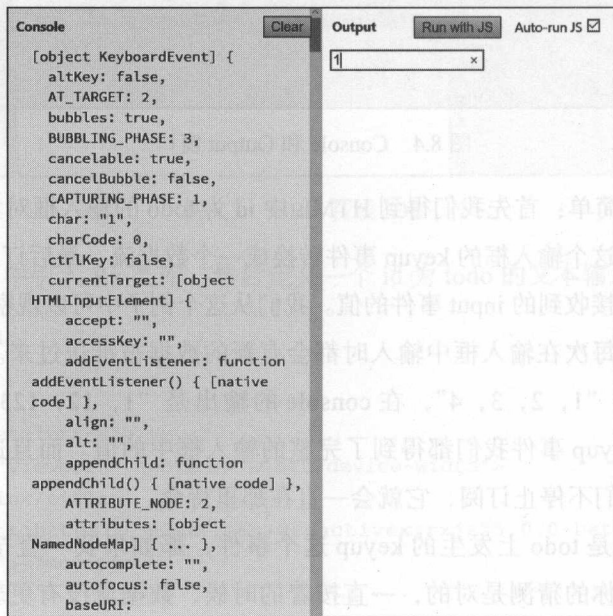 Console Clear
[object KeyboardEvent] {
altKey: false,
AT_TARGET: 2,
bubbles: true,
BUBBLING_PHASE: 3,
cancelable: true,
cancelBubble: false,
CAPTURING_PHASE: 1,
char: "1",
charCode: 0,
ctrlKey: false,
currentTarget: [object
HTMLInputElement] {
accept: "",
accessKey: "",
addEventListener: function
addEventListener() { [native
code] },
align: "",
alt: "",
appendChild: function
appendChild() { [native code] },
ATTRIBUTE_NODE: 2,
attributes: [object
NamedNodeMap] { ... },
autocomplete: "",
autofocus: false,
baseURI:
Output Run with JS Auto-run JS
1 ×